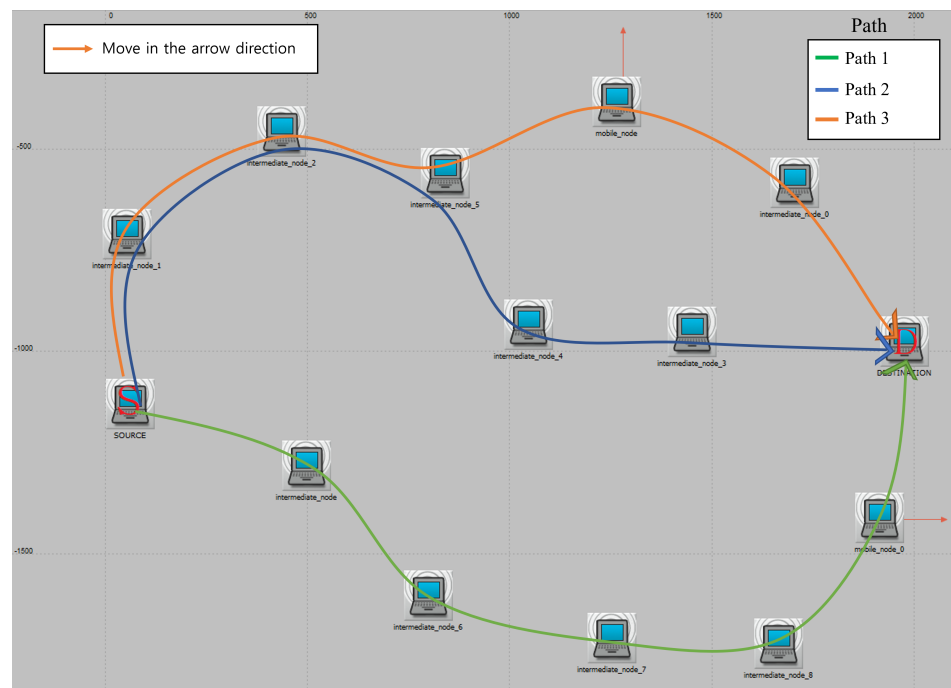 0
500
1000
1500
2000
Path
Move in the arrow direction
Path 1
Path 2
Path 3
mobile_node
-500
intermediate_node_2
intermediate_node_5
intermediate_node_0
intermediate_node_1
-1000
intermediate_node_4
intermediate_node_3
D
DESTINATION
S
SOURCE
intermediate_node
-1500
mobile_node_0
intermediate_node_6
intermediate_node_7
intermediate_node_8